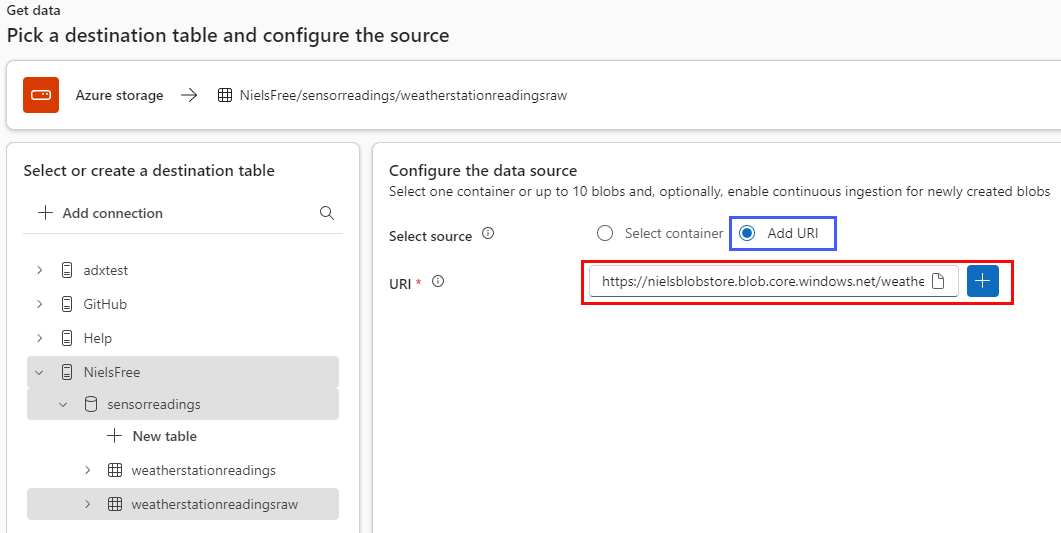 Get data
Pick a destination table and configure the source
Azure storage
NielsFree/sensorreadings/weatherstationreadingsraw
Select or create a destination table
Add connection
adxtest
GitHub
Help
NielsFree
sensorreadings
New table
weatherstationreadings
weatherstationreadingsraw
Configure the data source
Select one container or up to 10 blobs and, optionally, enable continuous ingestion for newly created blobs
Select source Select container Add URI
URI * https://nielsblobstore.blob.core.windows.net/weathe